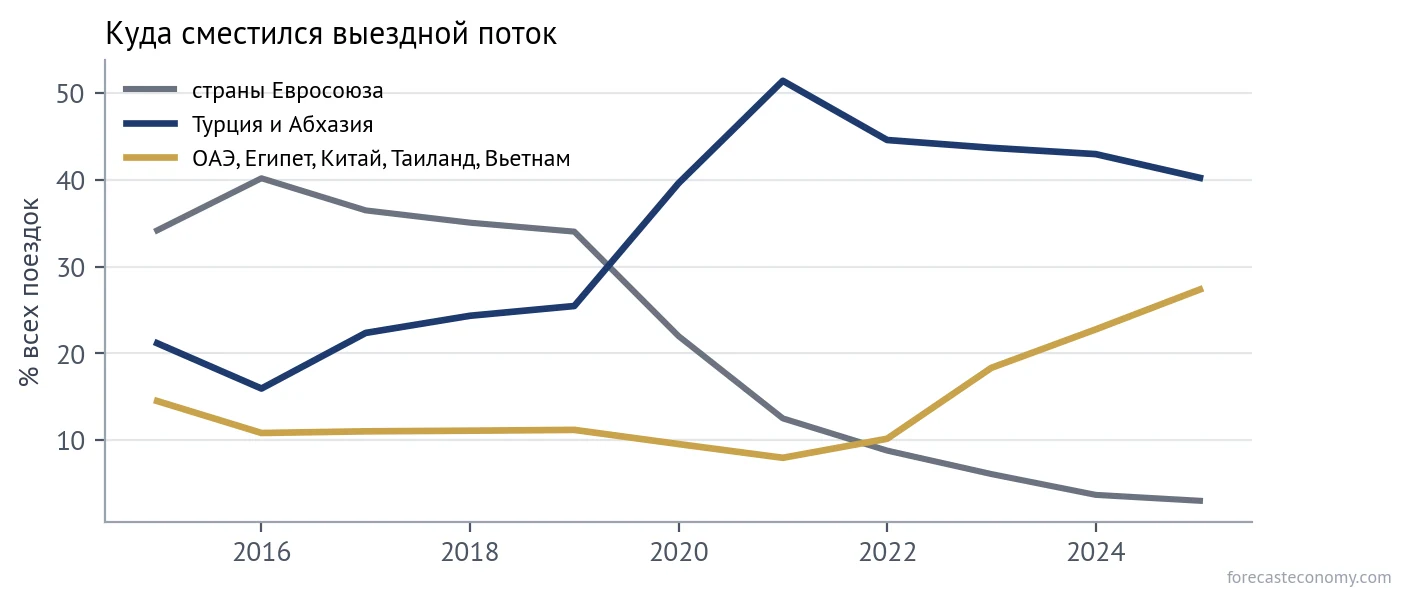 Куда сместился выездной поток
страны Евросоюза
Турция и Абхазия
ОАЭ, Египет, Китай, Таиланд, Вьетнам
% всех поездок
50
40
30
20
10
2016
2018
2020
2022
2024
forecasteconomy.com